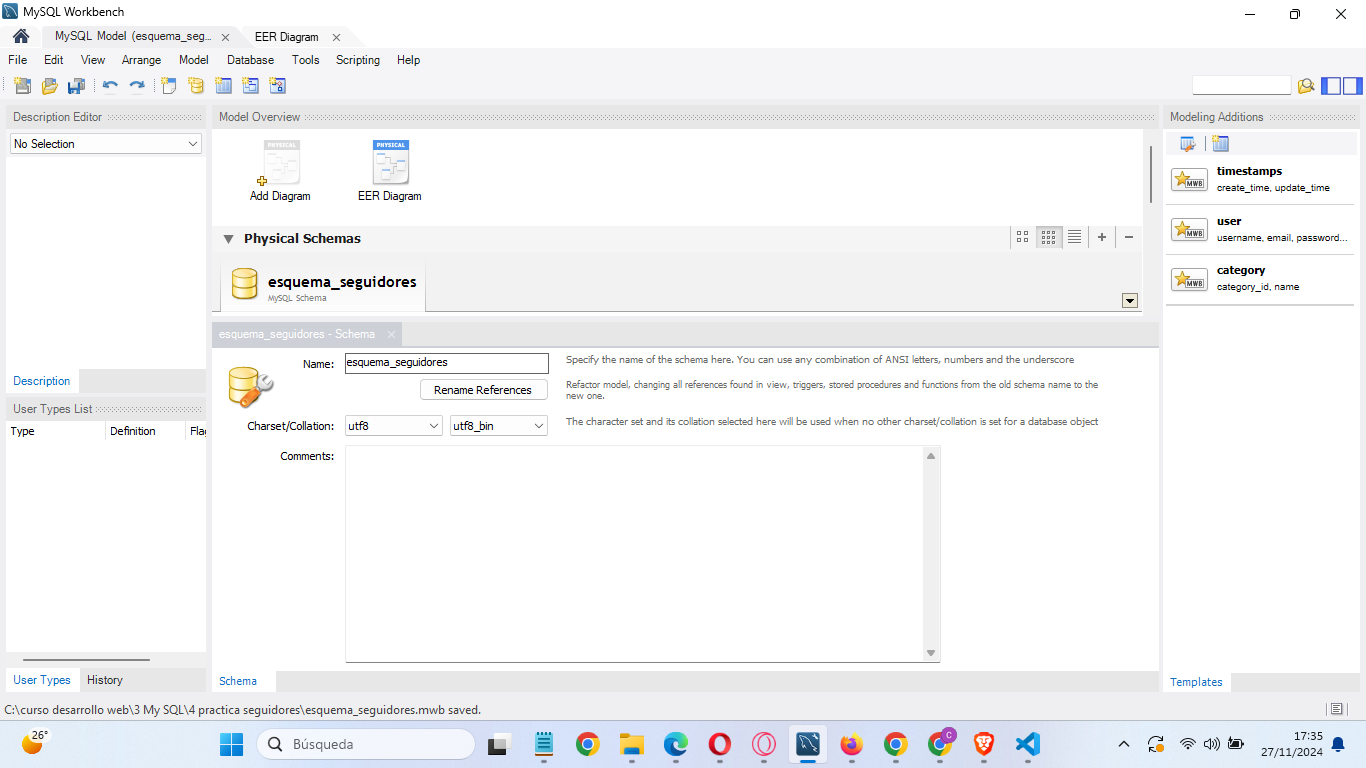 MySQL Workbench
MySQL Model (esquema_seg...
EER Diagram
File Edit View Arrange Model Database Tools Scripting Help
Description Editor
No Selection
Description
User Types List
Type Definition Flag
User Types History
Model Overview
PHYSICAL
Add Diagram
PHYSICAL
EER Diagram
Physical Schemas
esquema_seguidores
MySQL Schema
esquema_seguidores - Schema
Name: esquema_seguidores
Specify the name of the schema here. You can use any combination of ANSI letters, numbers and the underscore
Rename References
Refactor model, changing all references found in view, triggers, stored procedures and functions from the old schema name to the
new one.
Charset/Collation: utf8 utf8_bin
The character set and its collation selected here will be used when no other charset/collation is set for a database object
Comments:
Schema
Modeling Additions
MWB
timestamps
create_time, update_time
MWB
user
username, email, password...
MWB
category
category_id, name
Templates
C:\curso desarrollo web\3 My SQL\4 practica seguidores\esquema_seguidores.mwb saved.
26°
Búsqueda
C
17:35
27/11/2024